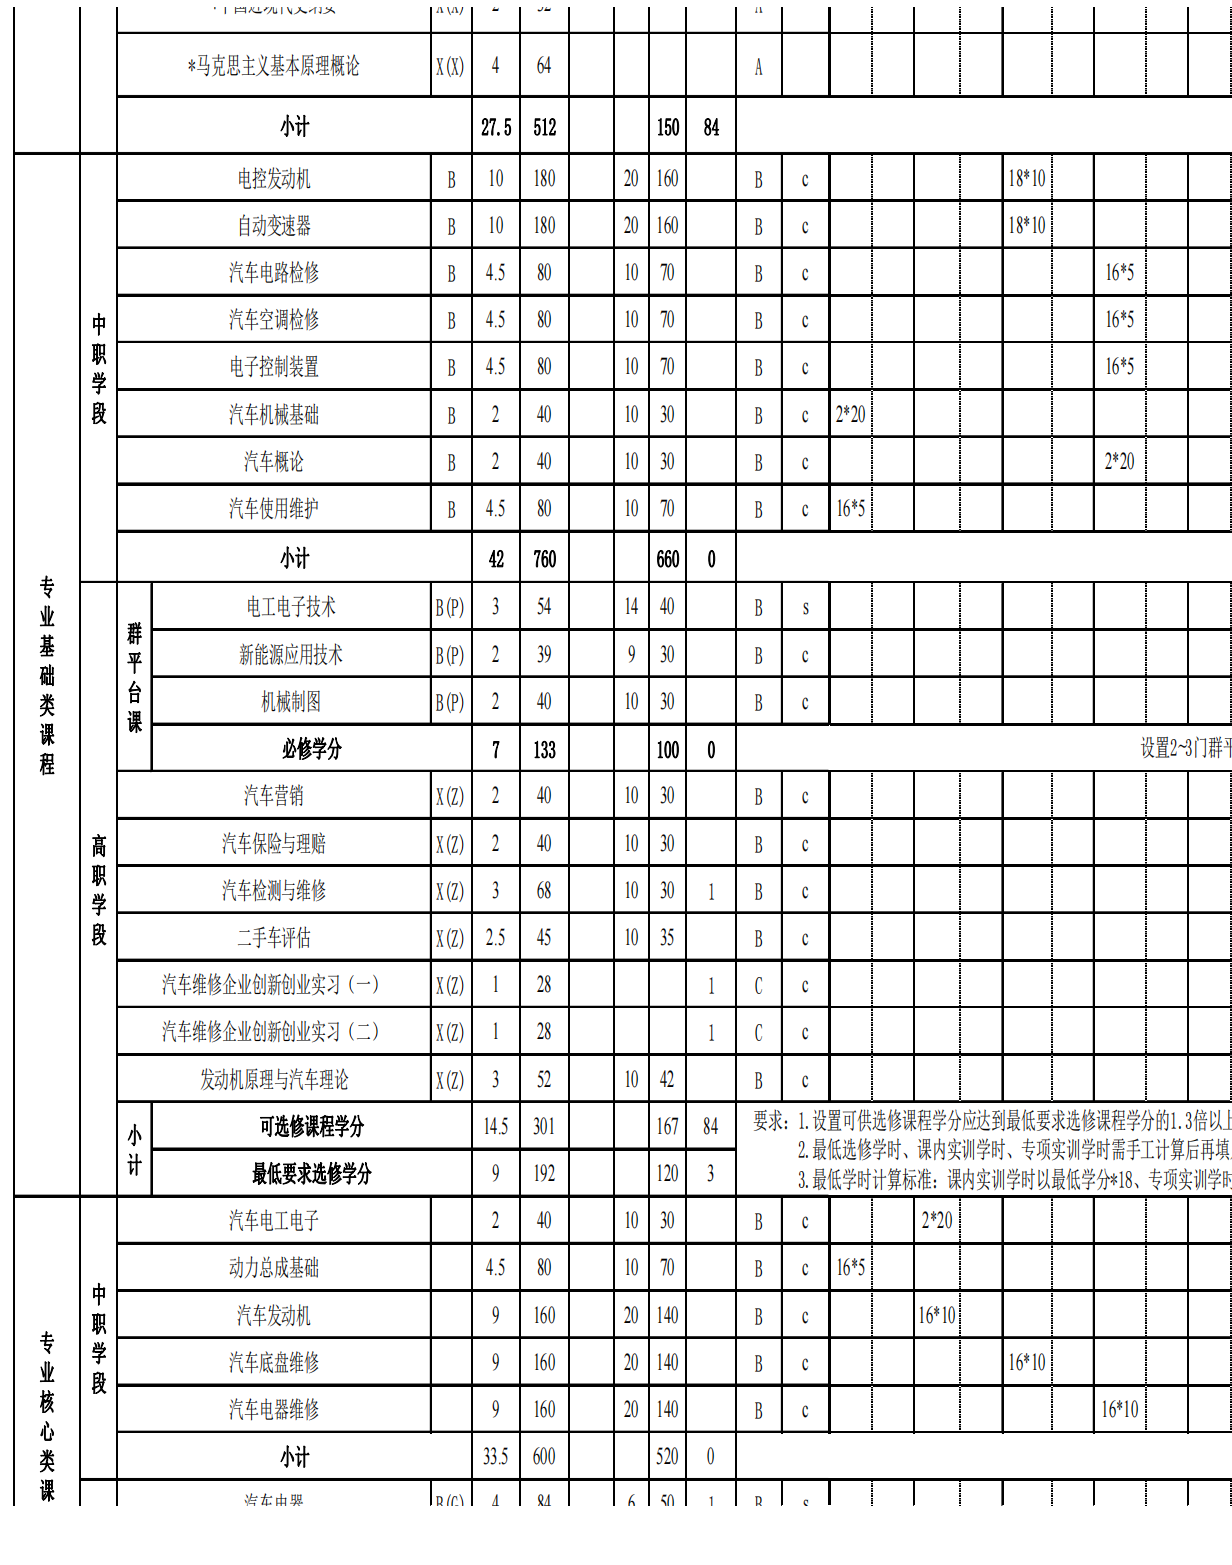 *马克思主义基本原理概论 X(X) 4 64 A
小计 27.5 512 150 84
专业基础类课程
中职学段
电控发动机 B 10 180 20 160 B c 18*10
自动变速器 B 10 180 20 160 B c 18*10
汽车电路检修 B 4.5 80 10 70 B c 16*5
汽车空调检修 B 4.5 80 10 70 B c 16*5
电子控制装置 B 4.5 80 10 70 B c 16*5
汽车机械基础 B 2 40 10 30 B c 2*20
汽车概论 B 2 40 10 30 B c 2*20
汽车使用维护 B 4.5 80 10 70 B c 16*5
小计 42 760 660 0
高职学段
群平台课
电工电子技术 B(P) 3 54 14 40 B s
新能源应用技术 B(P) 2 39 9 30 B c
机械制图 B(P) 2 40 10 30 B c
必修学分 7 133 100 0 设置2~3门群平
汽车营销 X(Z) 2 40 10 30 B c
汽车保险与理赔 X(Z) 2 40 10 30 B c
汽车检测与维修 X(Z) 3 68 10 30 1 B c
二手车评估 X(Z) 2.5 45 10 35 B c
汽车维修企业创新创业实习（一） X(Z) 1 28 1 C c
汽车维修企业创新创业实习（二） X(Z) 1 28 1 C c
发动机原理与汽车理论 X(Z) 3 52 10 42 B c
小计
可选修课程学分 14.5 301 167 84
最低要求选修学分 9 192 120 3
要求：1.设置可供选修课程学分应达到最低要求选修课程学分的1.3倍以上
2.最低选修学时、课内实训学时、专项实训学时需手工计算后再填
3.最低学时计算标准：课内实训学时以最低学分*18、专项实训学时
专业核心类课
中职学段
汽车电工电子 2 40 10 30 B c 2*20
动力总成基础 4.5 80 10 70 B c 16*5
汽车发动机 9 160 20 140 B c 16*10
汽车底盘维修 9 160 20 140 B c 16*10
汽车电器维修 9 160 20 140 B c 16*10
小计 33.5 600 520 0
汽车电器 B(G) 4 84 6 50 1 B s